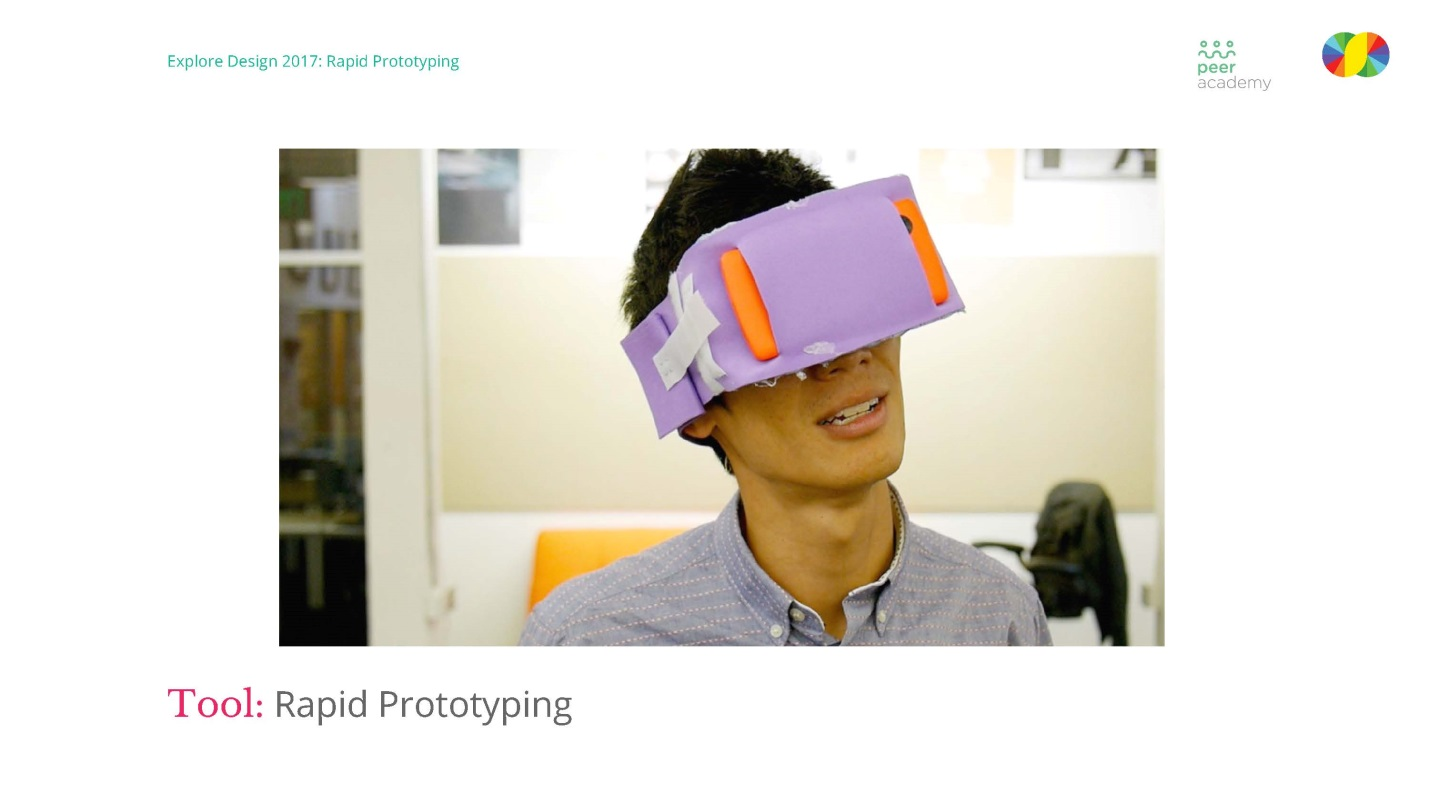 Explore Design 2017: Rapid Prototyping
peer
academy
Tool: Rapid Prototyping